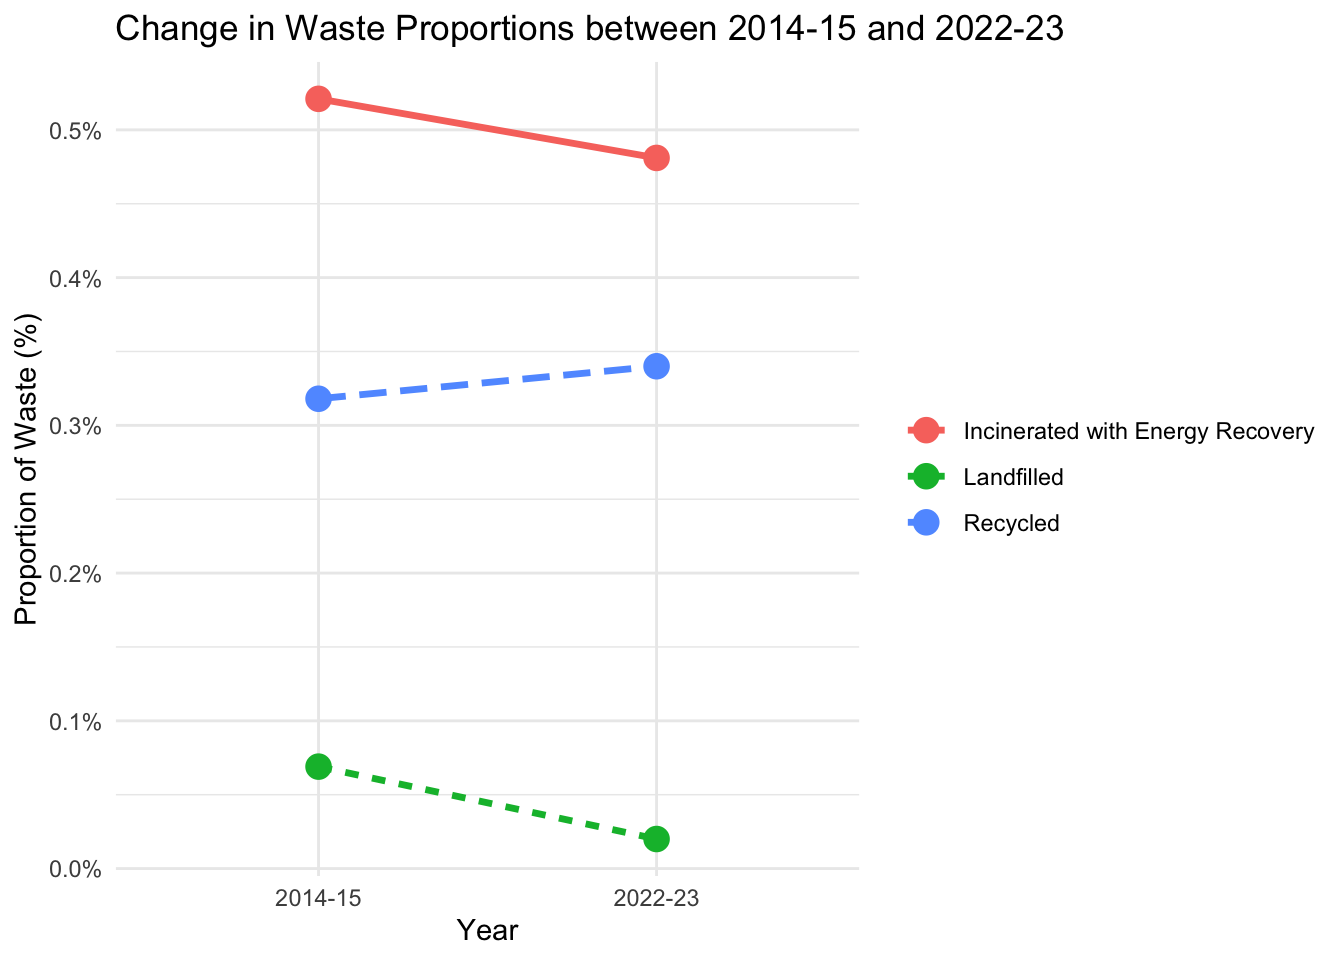 Change in Waste Proportions between 2014-15 and 2022-23
Proportion of Waste (%)
0.5%
0.4%
0.3%
0.2%
0.1%
0.0%
2014-15
2022-23
Year
Incinerated with Energy Recovery
Landfilled
Recycled